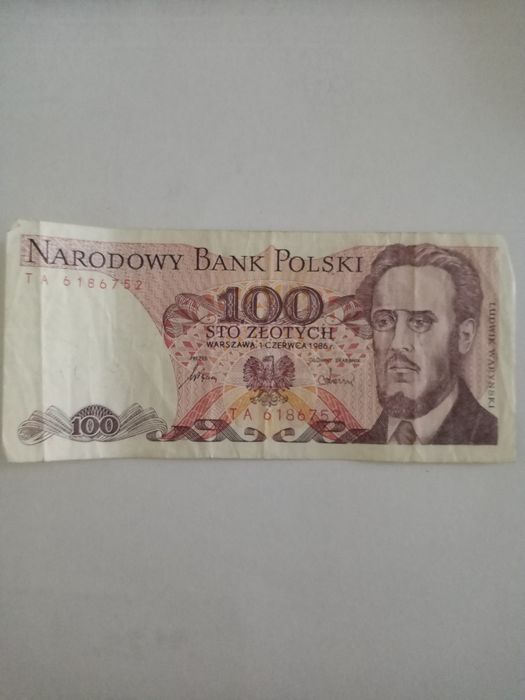 NARODOWY BANK POLSKI
TA 6186752
100
STO ZŁOTYCH
WARSZAWA, 1 CZERWCA 1986 r.
PREZES
GŁÓWNY SKARBNIK
TA 6186752
100
LUDWIK WARYŃSKI